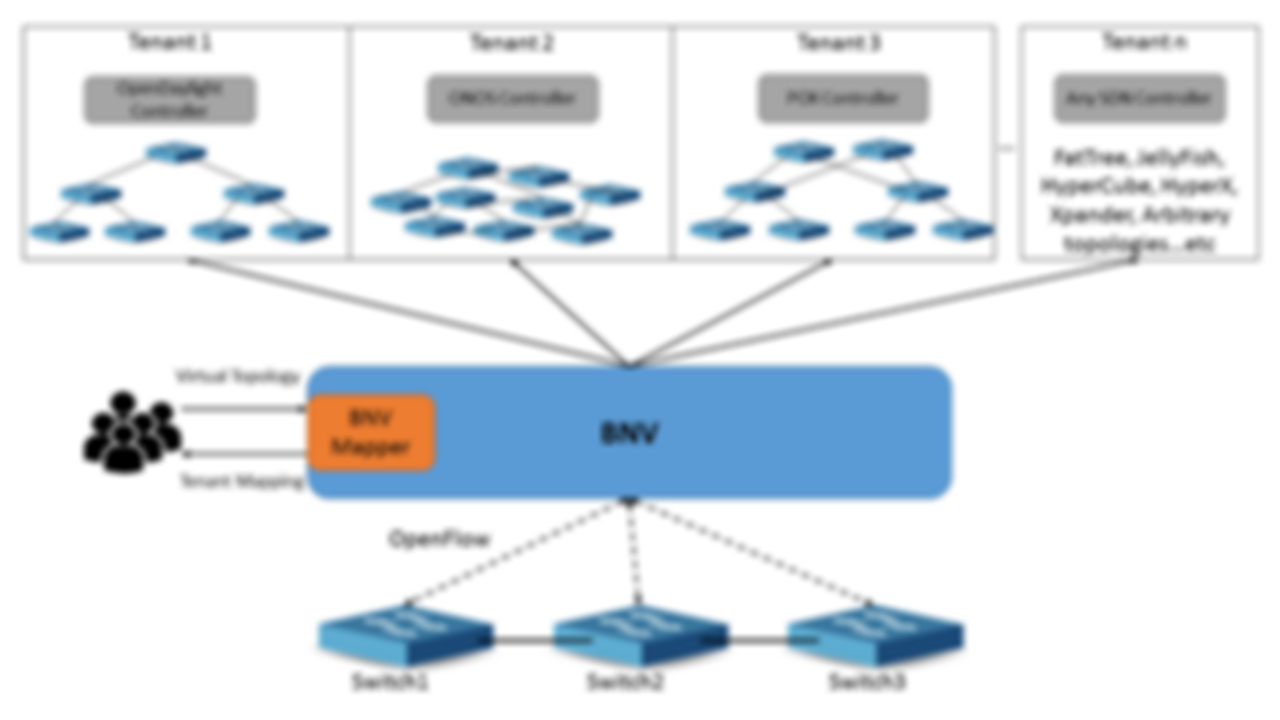 Tenant 1
Tenant 2
Tenant 3
Tenant n
OpenDaylight
Controller
ONOS Controller
POX Controller
Any SDN Controller
FatTree, JellyFish,
HyperCube, HyperX,
Xpander, Arbitrary
topologies...etc
Virtual Topology
BNV
Mapper
BNV
Tenant Mapping
OpenFlow
Switch1
Switch2
Switch3